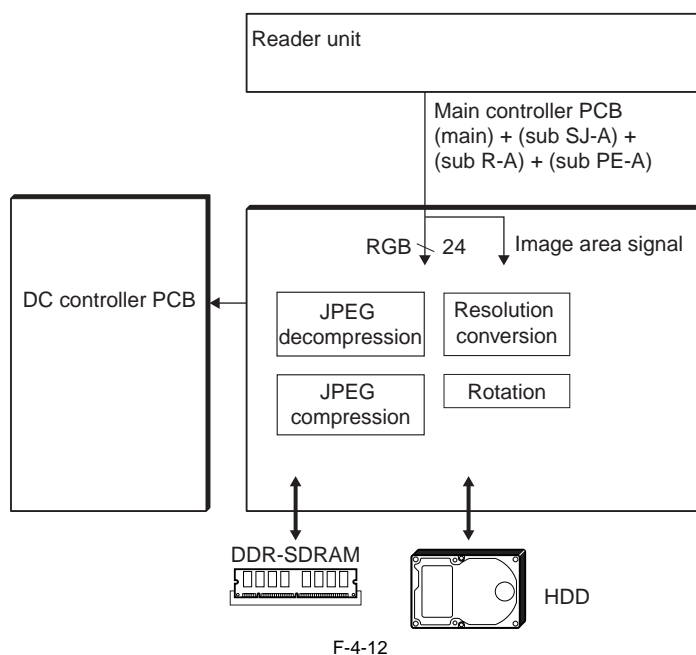 Reader unit
Main controller PCB
(main) + (sub SJ-A) +
(sub R-A) + (sub PE-A)
RGB 24
Image area signal
DC controller PCB
JPEG
decompression
Resolution
conversion
JPEG
compression
Rotation
DDR-SDRAM
HDD
F-4-12